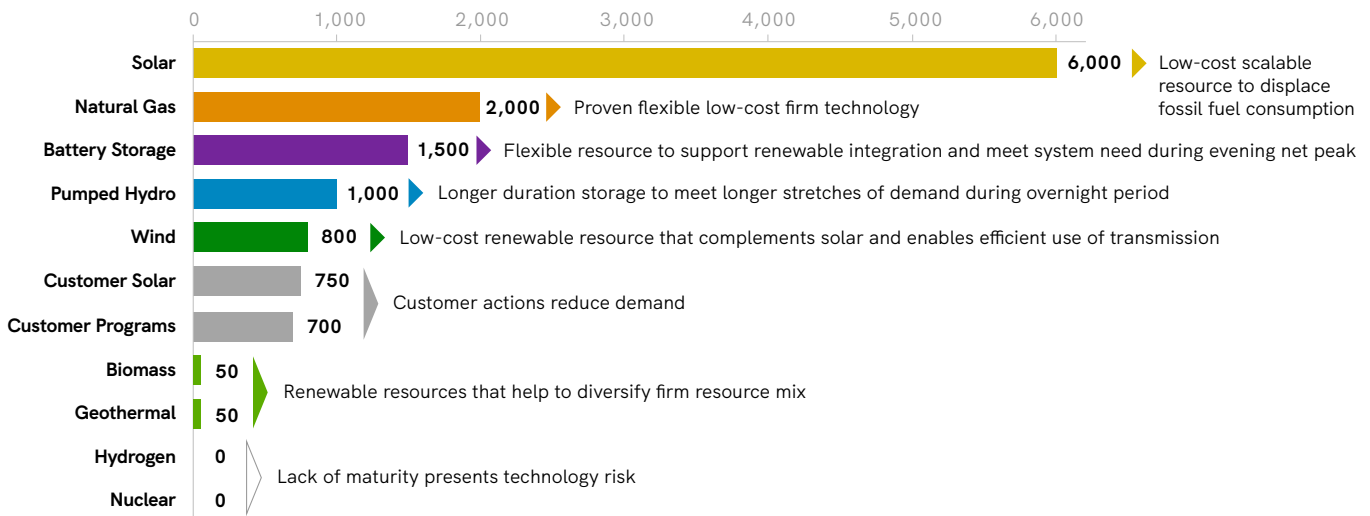 0 1,000 2,000 3,000 4,000 5,000 6,000
Solar 6,000 Low-cost scalable
resource to displace
fossil fuel consumption
Natural Gas 2,000 Proven flexible low-cost firm technology
Battery Storage 1,500 Flexible resource to support renewable integration and meet system need during evening net peak
Pumped Hydro 1,000 Longer duration storage to meet longer stretches of demand during overnight period
Wind 800 Low-cost renewable resource that complements solar and enables efficient use of transmission
Customer Solar 750
Customer actions reduce demand
Customer Programs 700
Biomass 50
Renewable resources that help to diversify firm resource mix
Geothermal 50
Hydrogen 0
Lack of maturity presents technology risk
Nuclear 0